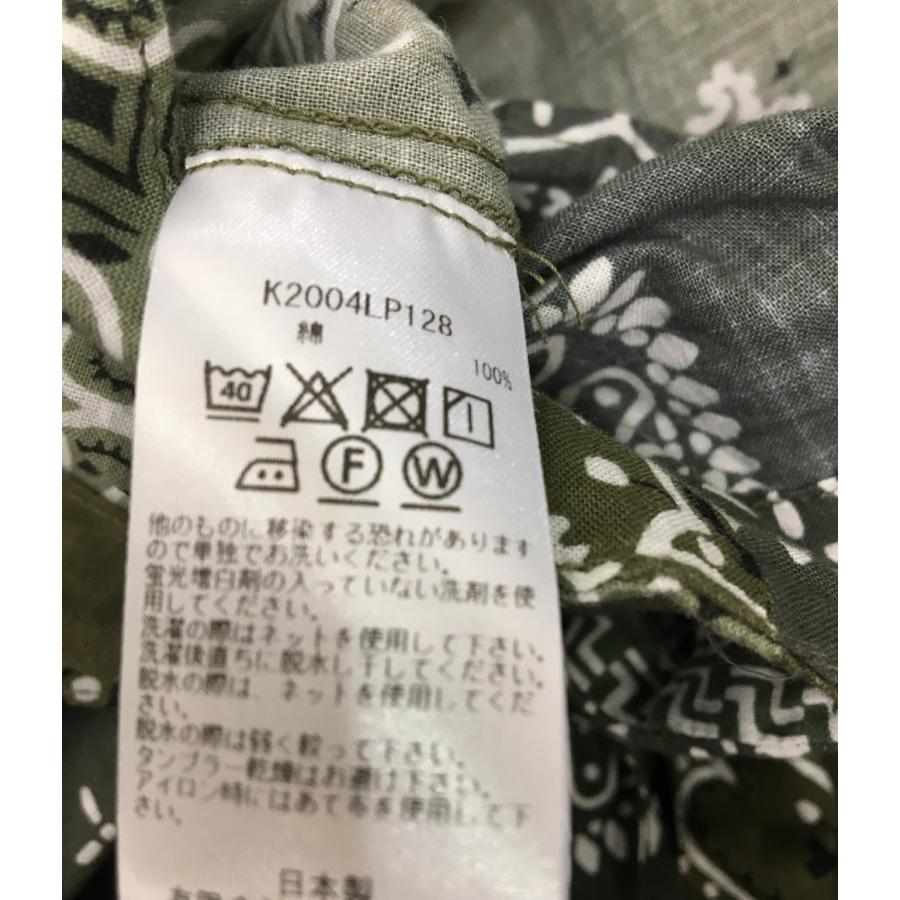 K2004LP128
綿
100%
40
F W
他のものに移染する恐れがあります
ので単独でお洗いください。
蛍光増白剤の入っていない洗剤を使
用してください。
洗濯の際はネットを使用して下さい。
洗濯後直ちに脱水し干してください。
脱水の際は、ネットを使用してくだ
さい。
脱水の際は弱く絞って下さい。
タンブラー乾燥はお避け下さい。
アイロン時にはあて布を使用して下
さい。
日本製